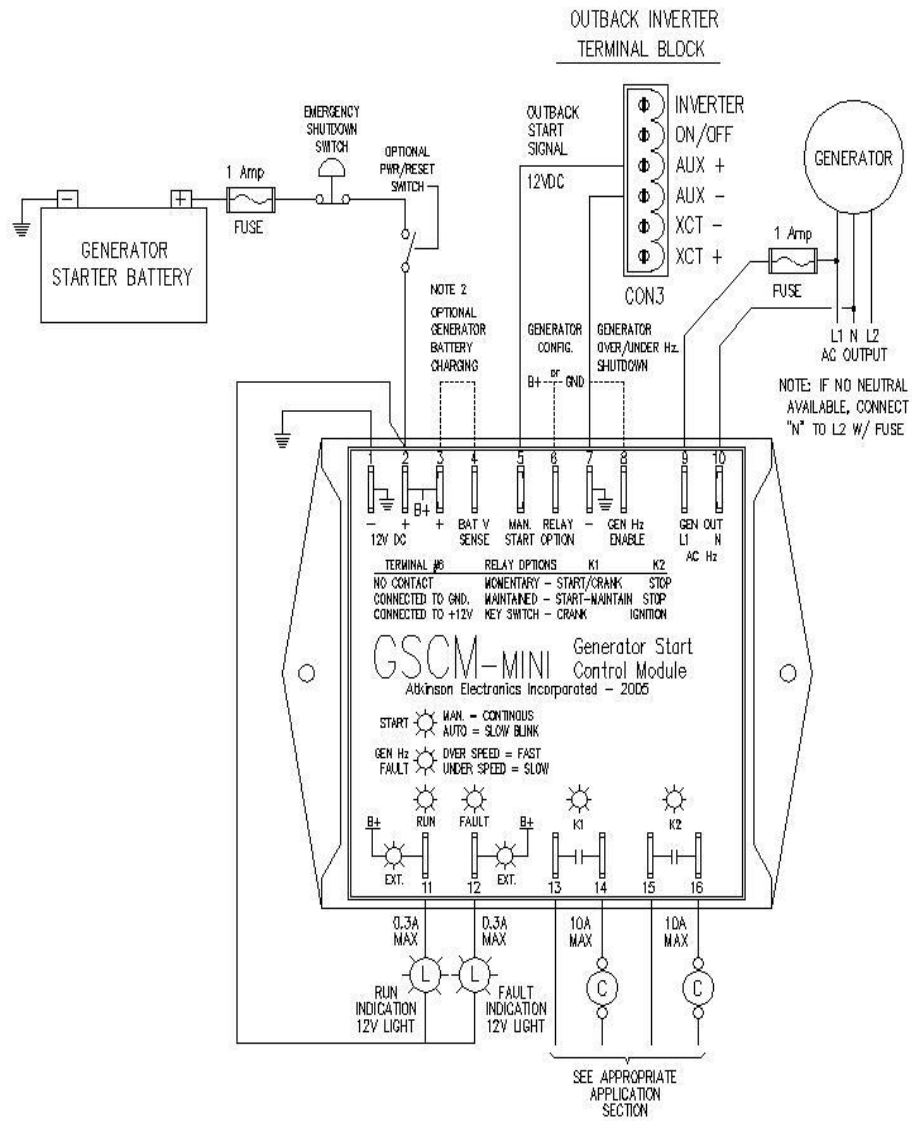 OUTBACK INVERTER
TERMINAL BLOCK
INVERTER
ON/OFF
AUX +
AUX -
XCT -
XCT +
CON3
OUTBACK
START
SIGNAL
12VDC
EMERGENCY
SHUTDOWN
SWITCH
OPTIONAL
PWR/RESET
SWITCH
1 Amp
FUSE
- +
GENERATOR
STARTER BATTERY
GENERATOR
1 Amp
FUSE
L1 N L2
AC OUTPUT
NOTE: IF NO NEUTRAL
AVAILABLE, CONNECT
"N" TO L2 W/ FUSE
NOTE 2
OPTIONAL
GENERATOR
BATTERY
CHARGING
GENERATOR
CONFIG.
B+ or GND
GENERATOR
OVER/UNDER Hz.
SHUTDOWN
1 2 3 4 5 6 7 8 9 10
B+
- + +
12V DC
BAT V
SENSE
MAN.
START
RELAY
OPTION
-
GEN Hz
ENABLE
GEN OUT
L1 N
AC Hz
TERMINAL #6 RELAY OPTIONS K1 K2
NO CONTACT MOMENTARY - START/CRANK STOP
CONNECTED TO GND. MAINTAINED - START-MAINTAIN STOP
CONNECTED TO +12V KEY SWITCH - CRANK IGNITION
GSCM-MINI Generator Start
Control Module
Atkinson Electronics Incorporated - 2005
START MAN. = CONTINOUS
AUTO = SLOW BLINK
GEN Hz
FAULT
OVER SPEED = FAST
UNDER SPEED = SLOW
RUN FAULT K1 K2
B+ B+
EXT. EXT.
11 12 13 14 15 16
0.3A
MAX
0.3A
MAX
10A
MAX
10A
MAX
L L C C
RUN
INDICATION
12V LIGHT
FAULT
INDICATION
12V LIGHT
SEE APPROPRIATE
APPLICATION
SECTION